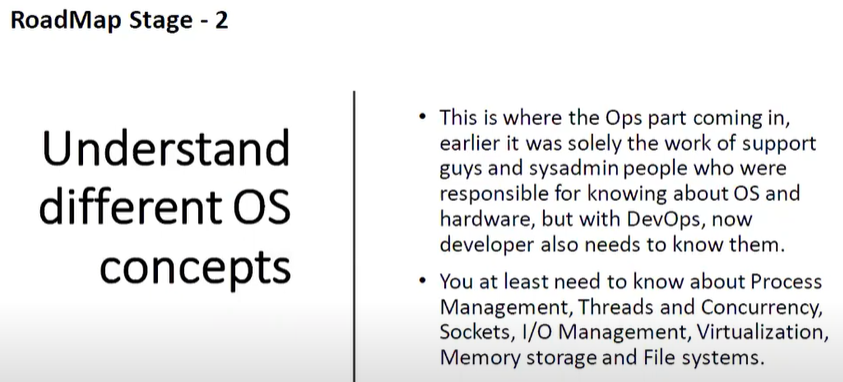 RoadMap Stage - 2
Understand
different OS
concepts
• This is where the Ops part coming in,
earlier it was solely the work of support
guys and sysadmin people who were
responsible for knowing about OS and
hardware, but with DevOps, now
developer also needs to know them.
• You at least need to know about Process
Management, Threads and Concurrency,
Sockets, I/O Management, Virtualization,
Memory storage and File systems.